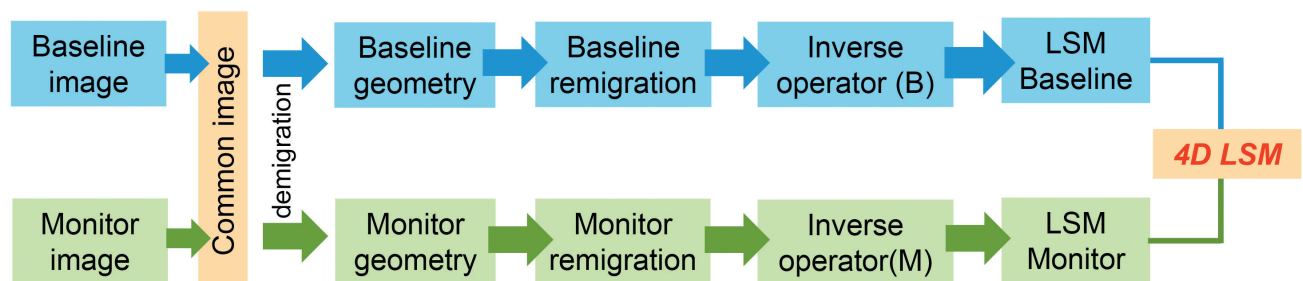 Baseline
image
Common image
demigration
Baseline
geometry
Baseline
remigration
Inverse
operator (B)
LSM
Baseline
4D LSM
Monitor
image
Monitor
geometry
Monitor
remigration
Inverse
operator(M)
LSM
Monitor